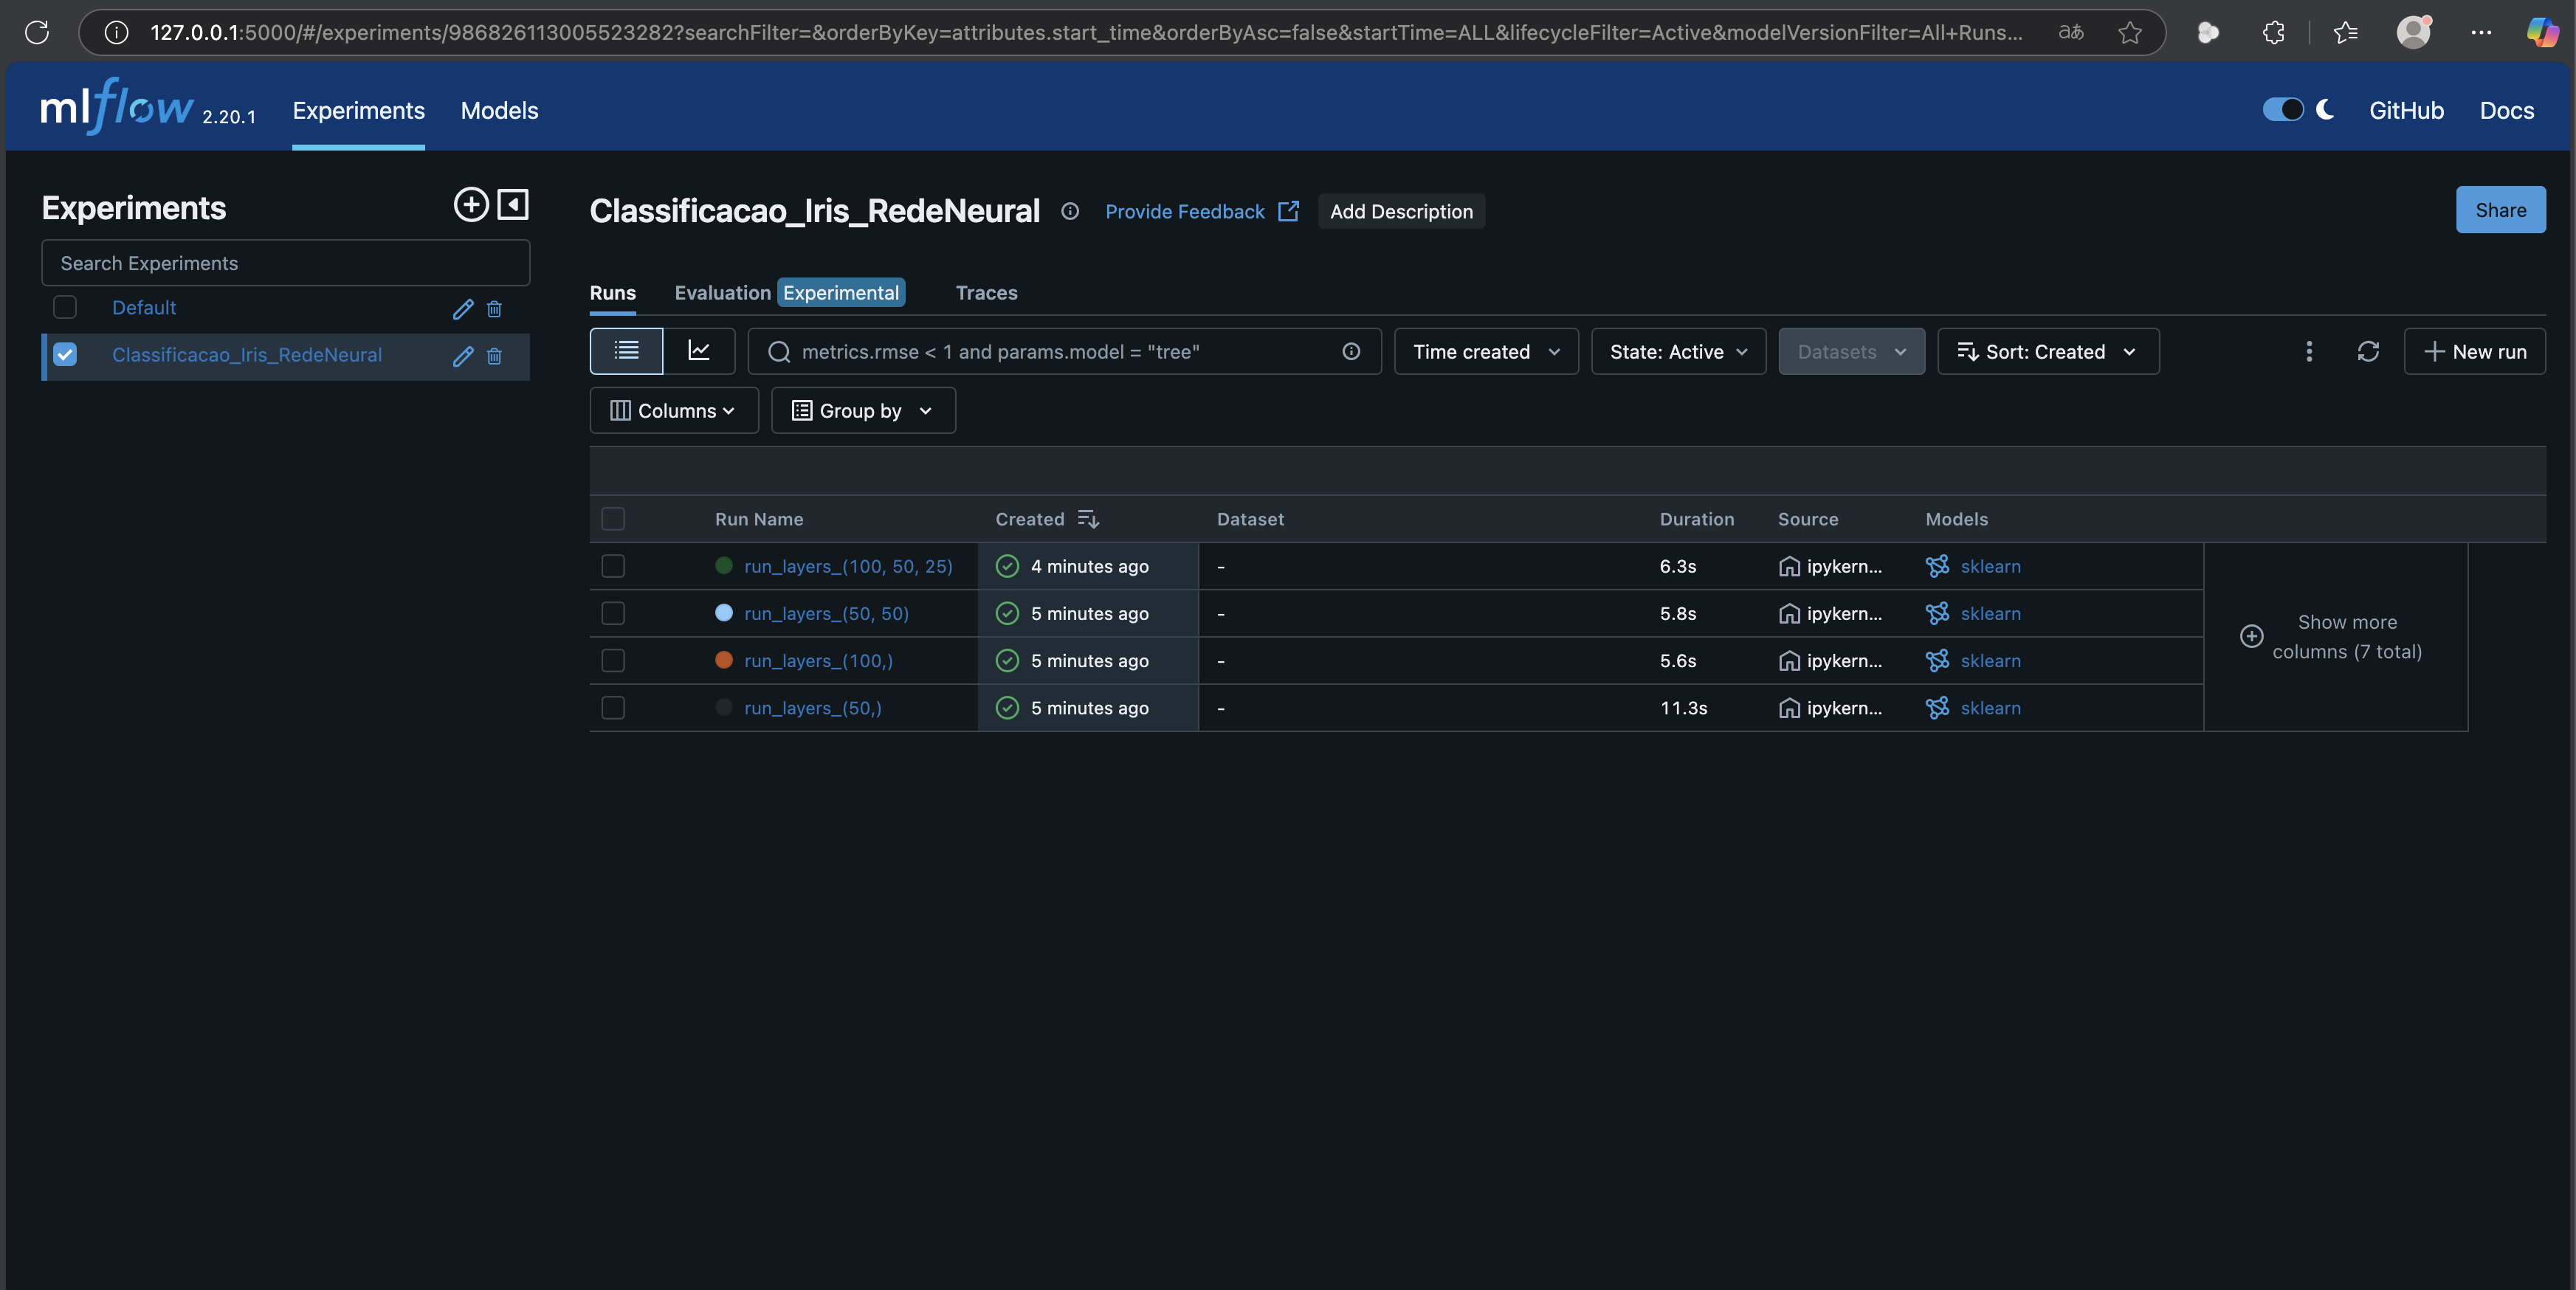 127.0.0.1:5000/#/experiments/986826113005523282?searchFilter=&orderByKey=attributes.start_time&orderByAsc=false&startTime=ALL&lifecycleFilter=Active&modelVersionFilter=All+Runs...
aあ
mlflow 2.20.1 Experiments Models GitHub Docs
Experiments
Search Experiments
Default
Classificacao_Iris_RedeNeural
Classificacao_Iris_RedeNeural Provide Feedback Add Description Share
Runs Evaluation Experimental Traces
metrics.rmse < 1 and params.model = "tree" Time created State: Active Datasets Sort: Created New run
Columns Group by
Run Name Created Dataset Duration Source Models
run_layers_(100, 50, 25) 4 minutes ago - 6.3s ipykern... sklearn
run_layers_(50, 50) 5 minutes ago - 5.8s ipykern... sklearn
run_layers_(100,) 5 minutes ago - 5.6s ipykern... sklearn
run_layers_(50,) 5 minutes ago - 11.3s ipykern... sklearn
Show more
columns (7 total)